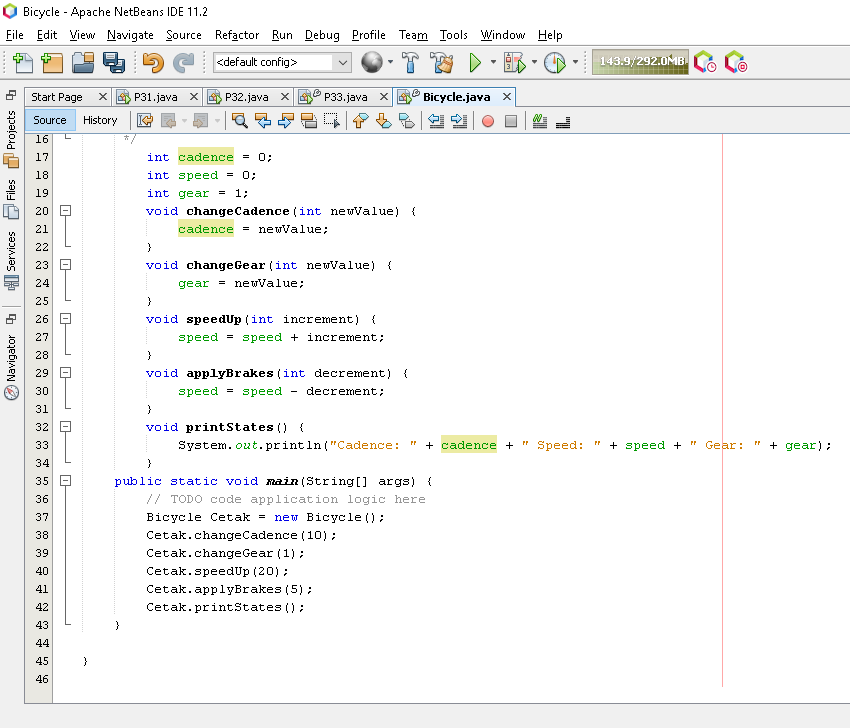 Bicycle - Apache NetBeans IDE 11.2
File Edit View Navigate Source Refactor Run Debug Profile Team Tools Window Help
<default config>
143.9/292.0MB
Start Page P31.java P32.java P33.java Bicycle.java
Source History
Projects
Files
Services
Navigator
16 */
17 int cadence = 0;
18 int speed = 0;
19 int gear = 1;
20 void changeCadence(int newValue) {
21 cadence = newValue;
22 }
23 void changeGear(int newValue) {
24 gear = newValue;
25 }
26 void speedUp(int increment) {
27 speed = speed + increment;
28 }
29 void applyBrakes(int decrement) {
30 speed = speed - decrement;
31 }
32 void printStates() {
33 System.out.println("Cadence: " + cadence + " Speed: " + speed + " Gear: " + gear);
34 }
35 public static void main(String[] args) {
36 // TODO code application logic here
37 Bicycle Cetak = new Bicycle();
38 Cetak.changeCadence(10);
39 Cetak.changeGear(1);
40 Cetak.speedUp(20);
41 Cetak.applyBrakes(5);
42 Cetak.printStates();
43 }
44
45 }
46